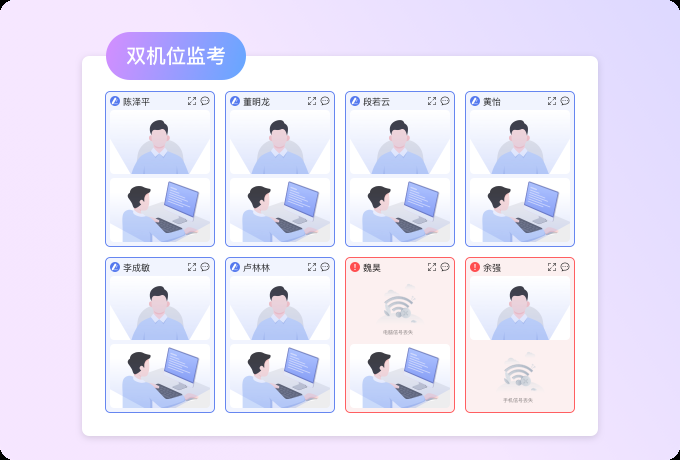 双机位监考
陈泽平
董明龙
段若云
黄怡
李成敏
卢林林
魏昊
余强
电脑信号丢失
手机信号丢失